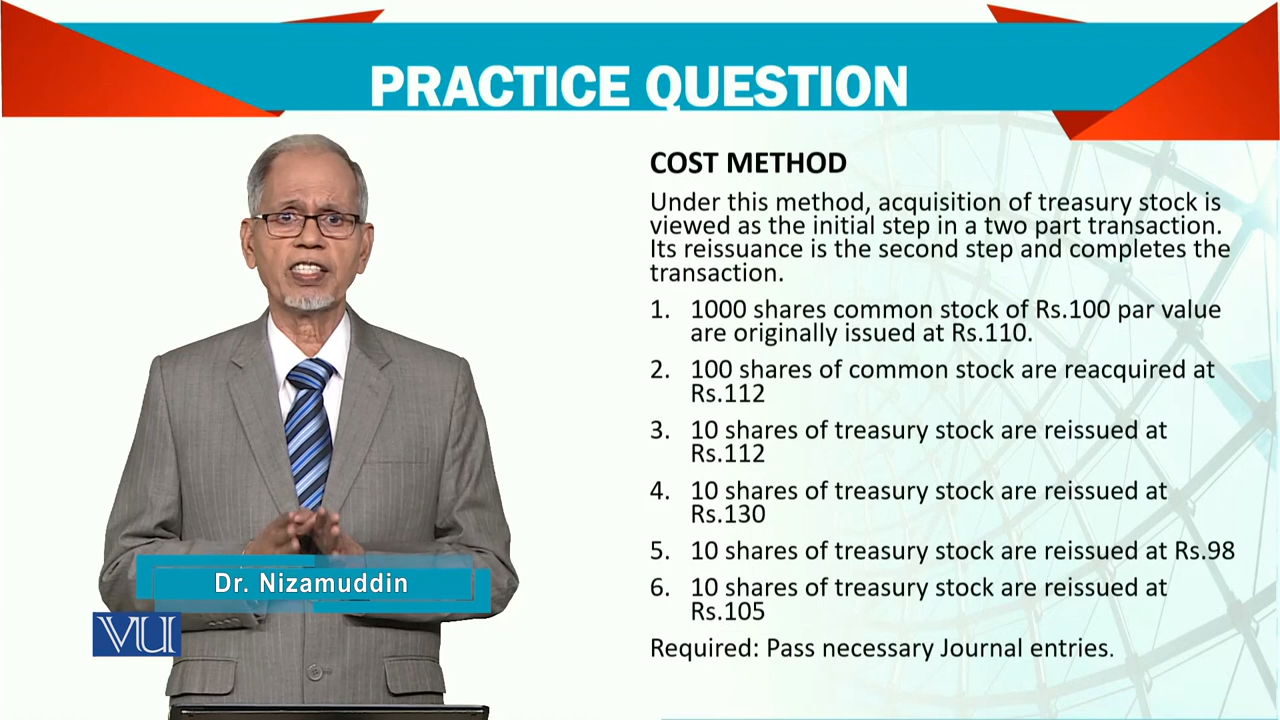 PRACTICE QUESTION
COST METHOD
Under this method, acquisition of treasury stock is
viewed as the initial step in a two part transaction.
Its reissuance is the second step and completes the
transaction.
1. 1000 shares common stock of Rs.100 par value
are originally issued at Rs.110.
2. 100 shares of common stock are reacquired at
Rs.112
3. 10 shares of treasury stock are reissued at
Rs.112
4. 10 shares of treasury stock are reissued at
Rs.130
5. 10 shares of treasury stock are reissued at Rs.98
6. 10 shares of treasury stock are reissued at
Rs.105
Required: Pass necessary Journal entries.
Dr. Nizamuddin
VU